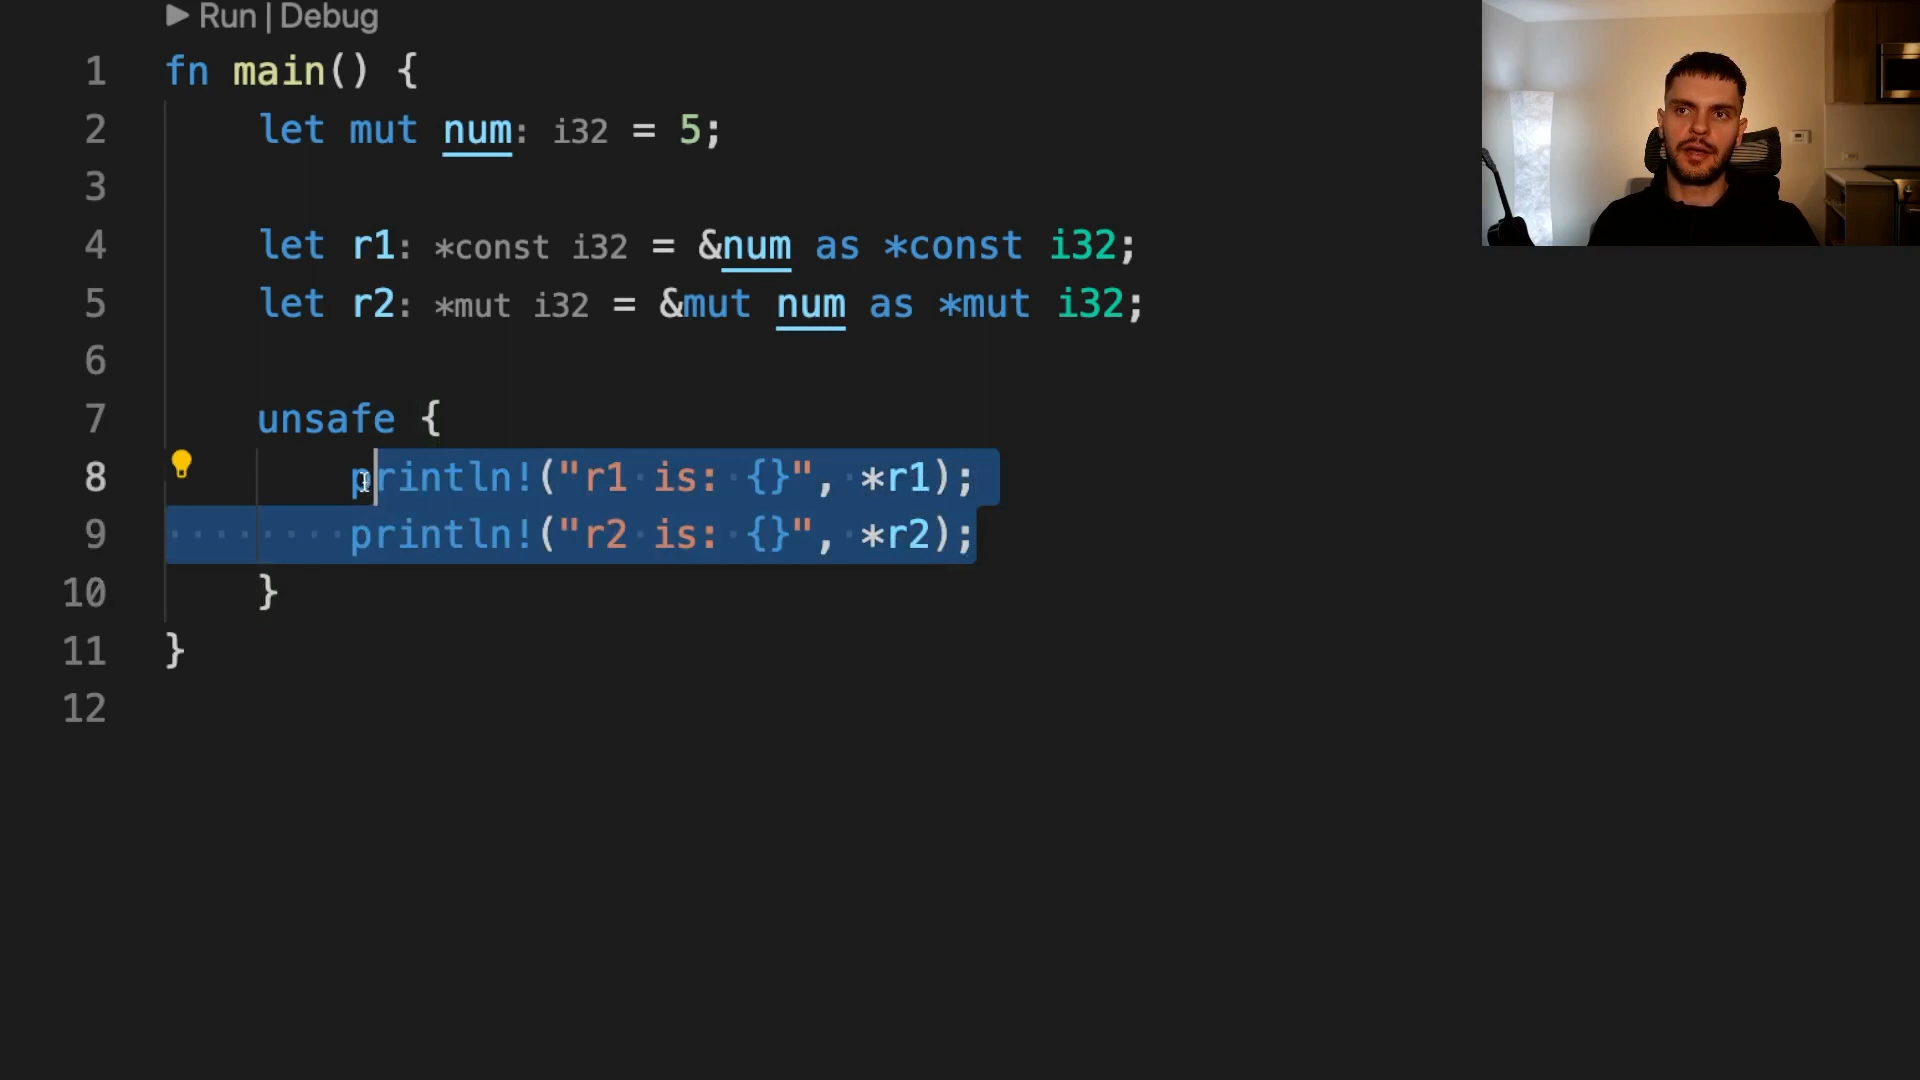 Run | Debug
1 fn main() {
2 let mut num: i32 = 5;
3
4 let r1: *const i32 = &num as *const i32;
5 let r2: *mut i32 = &mut num as *mut i32;
6
7 unsafe {
8 println!("r1 is: {}", *r1);
9 println!("r2 is: {}", *r2);
10 }
11 }
12